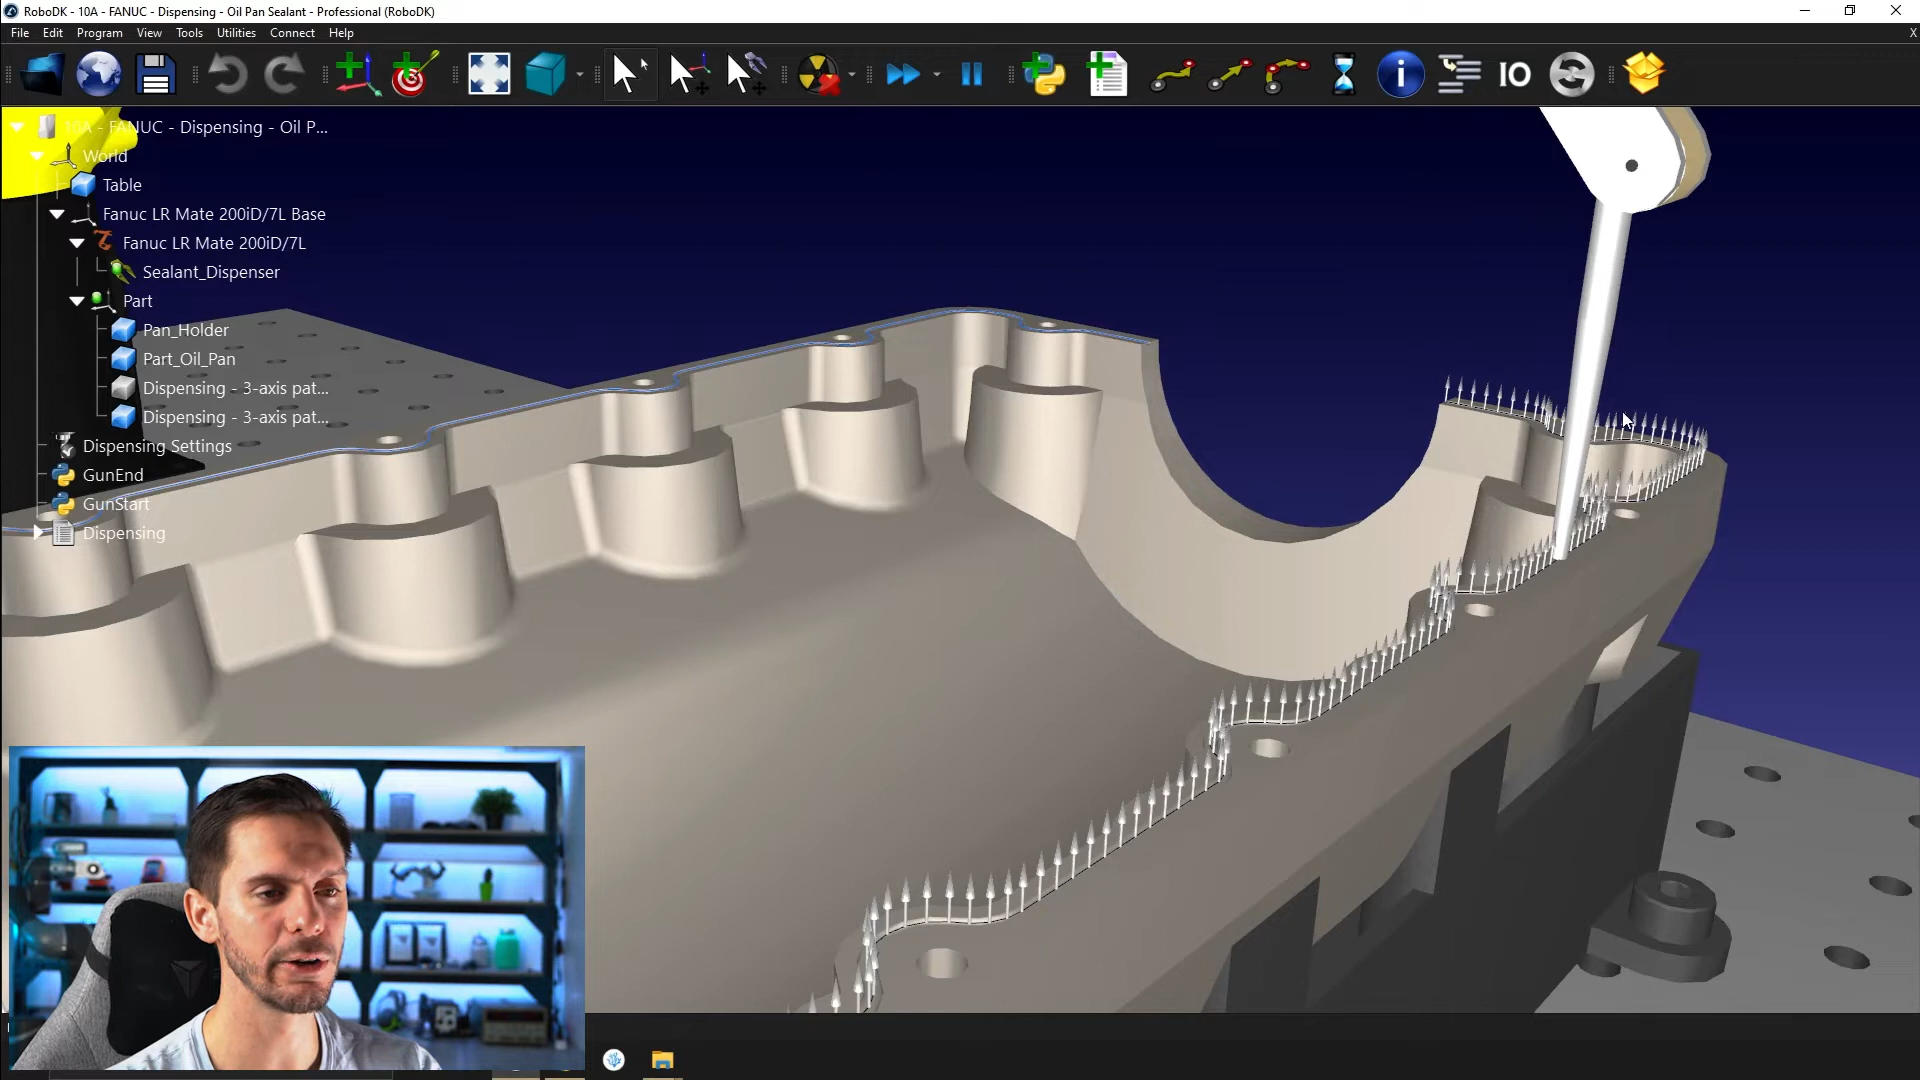 RoboDK - 10A - FANUC - Dispensing - Oil Pan Sealant - Professional (RoboDK)
File Edit Program View Tools Utilities Connect Help X
IO
10A - FANUC - Dispensing - Oil P...
World
Table
Fanuc LR Mate 200iD/7L Base
Fanuc LR Mate 200iD/7L
Sealant_Dispenser
Part
Pan_Holder
Part_Oil_Pan
Dispensing - 3-axis pat...
Dispensing - 3-axis pat...
Dispensing Settings
GunEnd
GunStart
Dispensing